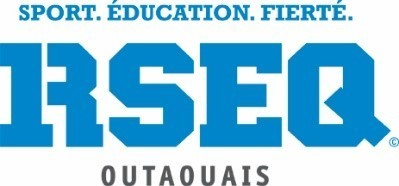 SPORT. ÉDUCATION. FIERTÉ.
RSEQ ©
OUTAOUAIS